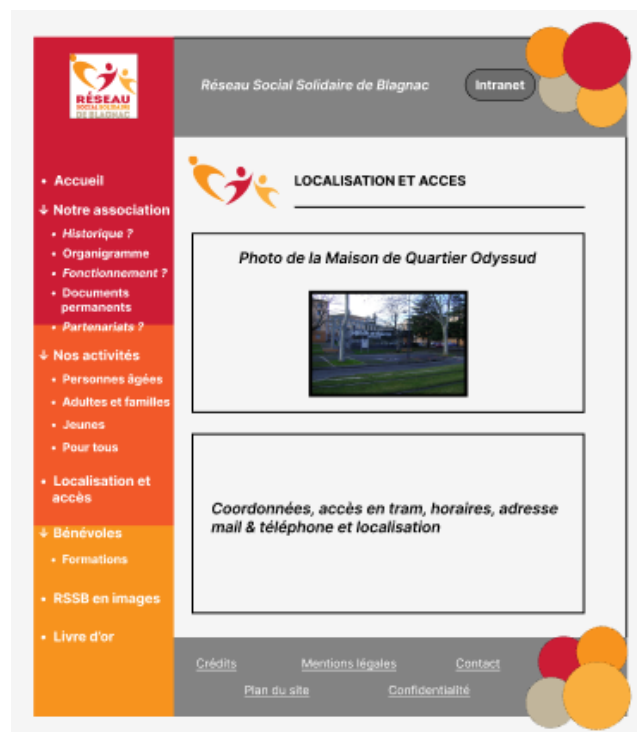 RÉSEAU
SOCIAL SOLIDAIRE
DE BLAGNAC
Réseau Social Solidaire de Blagnac
Intranet
• Accueil
↓ Notre association
• Historique ?
• Organigramme
• Fonctionnement ?
• Documents
permanents
• Partenariats ?
↓ Nos activités
• Personnes âgées
• Adultes et familles
• Jeunes
• Pour tous
• Localisation et
accès
↓ Bénévoles
• Formations
• RSSB en images
• Livre d'or
LOCALISATION ET ACCES
Photo de la Maison de Quartier Odyssud
Coordonnées, accès en tram, horaires, adresse
mail & téléphone et localisation
Crédits
Mentions légales
Contact
Plan du site
Confidentialité